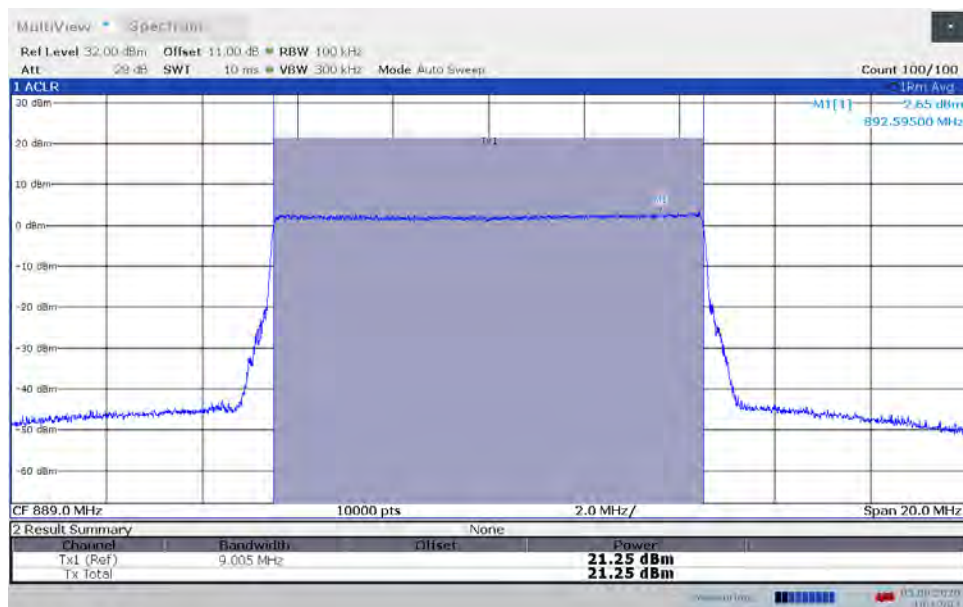 MultiView Spectrum
Ref Level 32.00 dBm Offset 11.00 dB RBW 100 kHz
Att 28 dB SWT 10 ms VBW 300 kHz Mode Auto Sweep Count 100/100
1 ACLR 1Rm Avg
30 dBm M1[1] 2.65 dBm
892.59500 MHz
20 dBm Tx1
10 dBm
M1
0 dBm
-10 dBm
-20 dBm
-30 dBm
-40 dBm
-50 dBm
-60 dBm
CF 889.0 MHz 10000 pts 2.0 MHz/ Span 20.0 MHz
2 Result Summary None
Channel Bandwidth Offset Power
Tx1 (Ref) 9.005 MHz 21.25 dBm
Tx Total 21.25 dBm